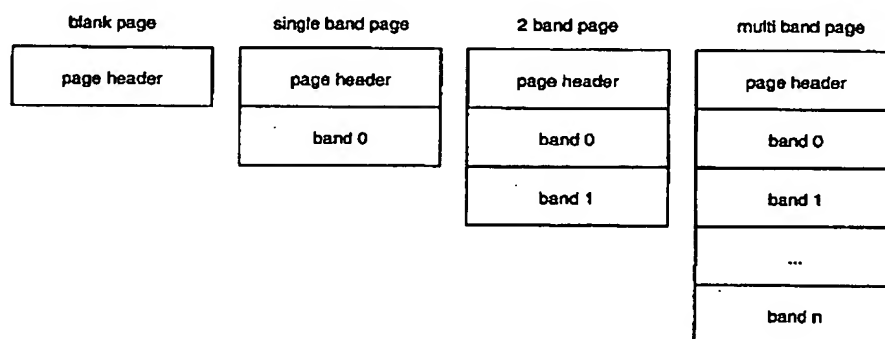 blank page
page header
single band page
page header
band 0
2 band page
page header
band 0
band 1
multi band page
page header
band 0
band 1
...
band n